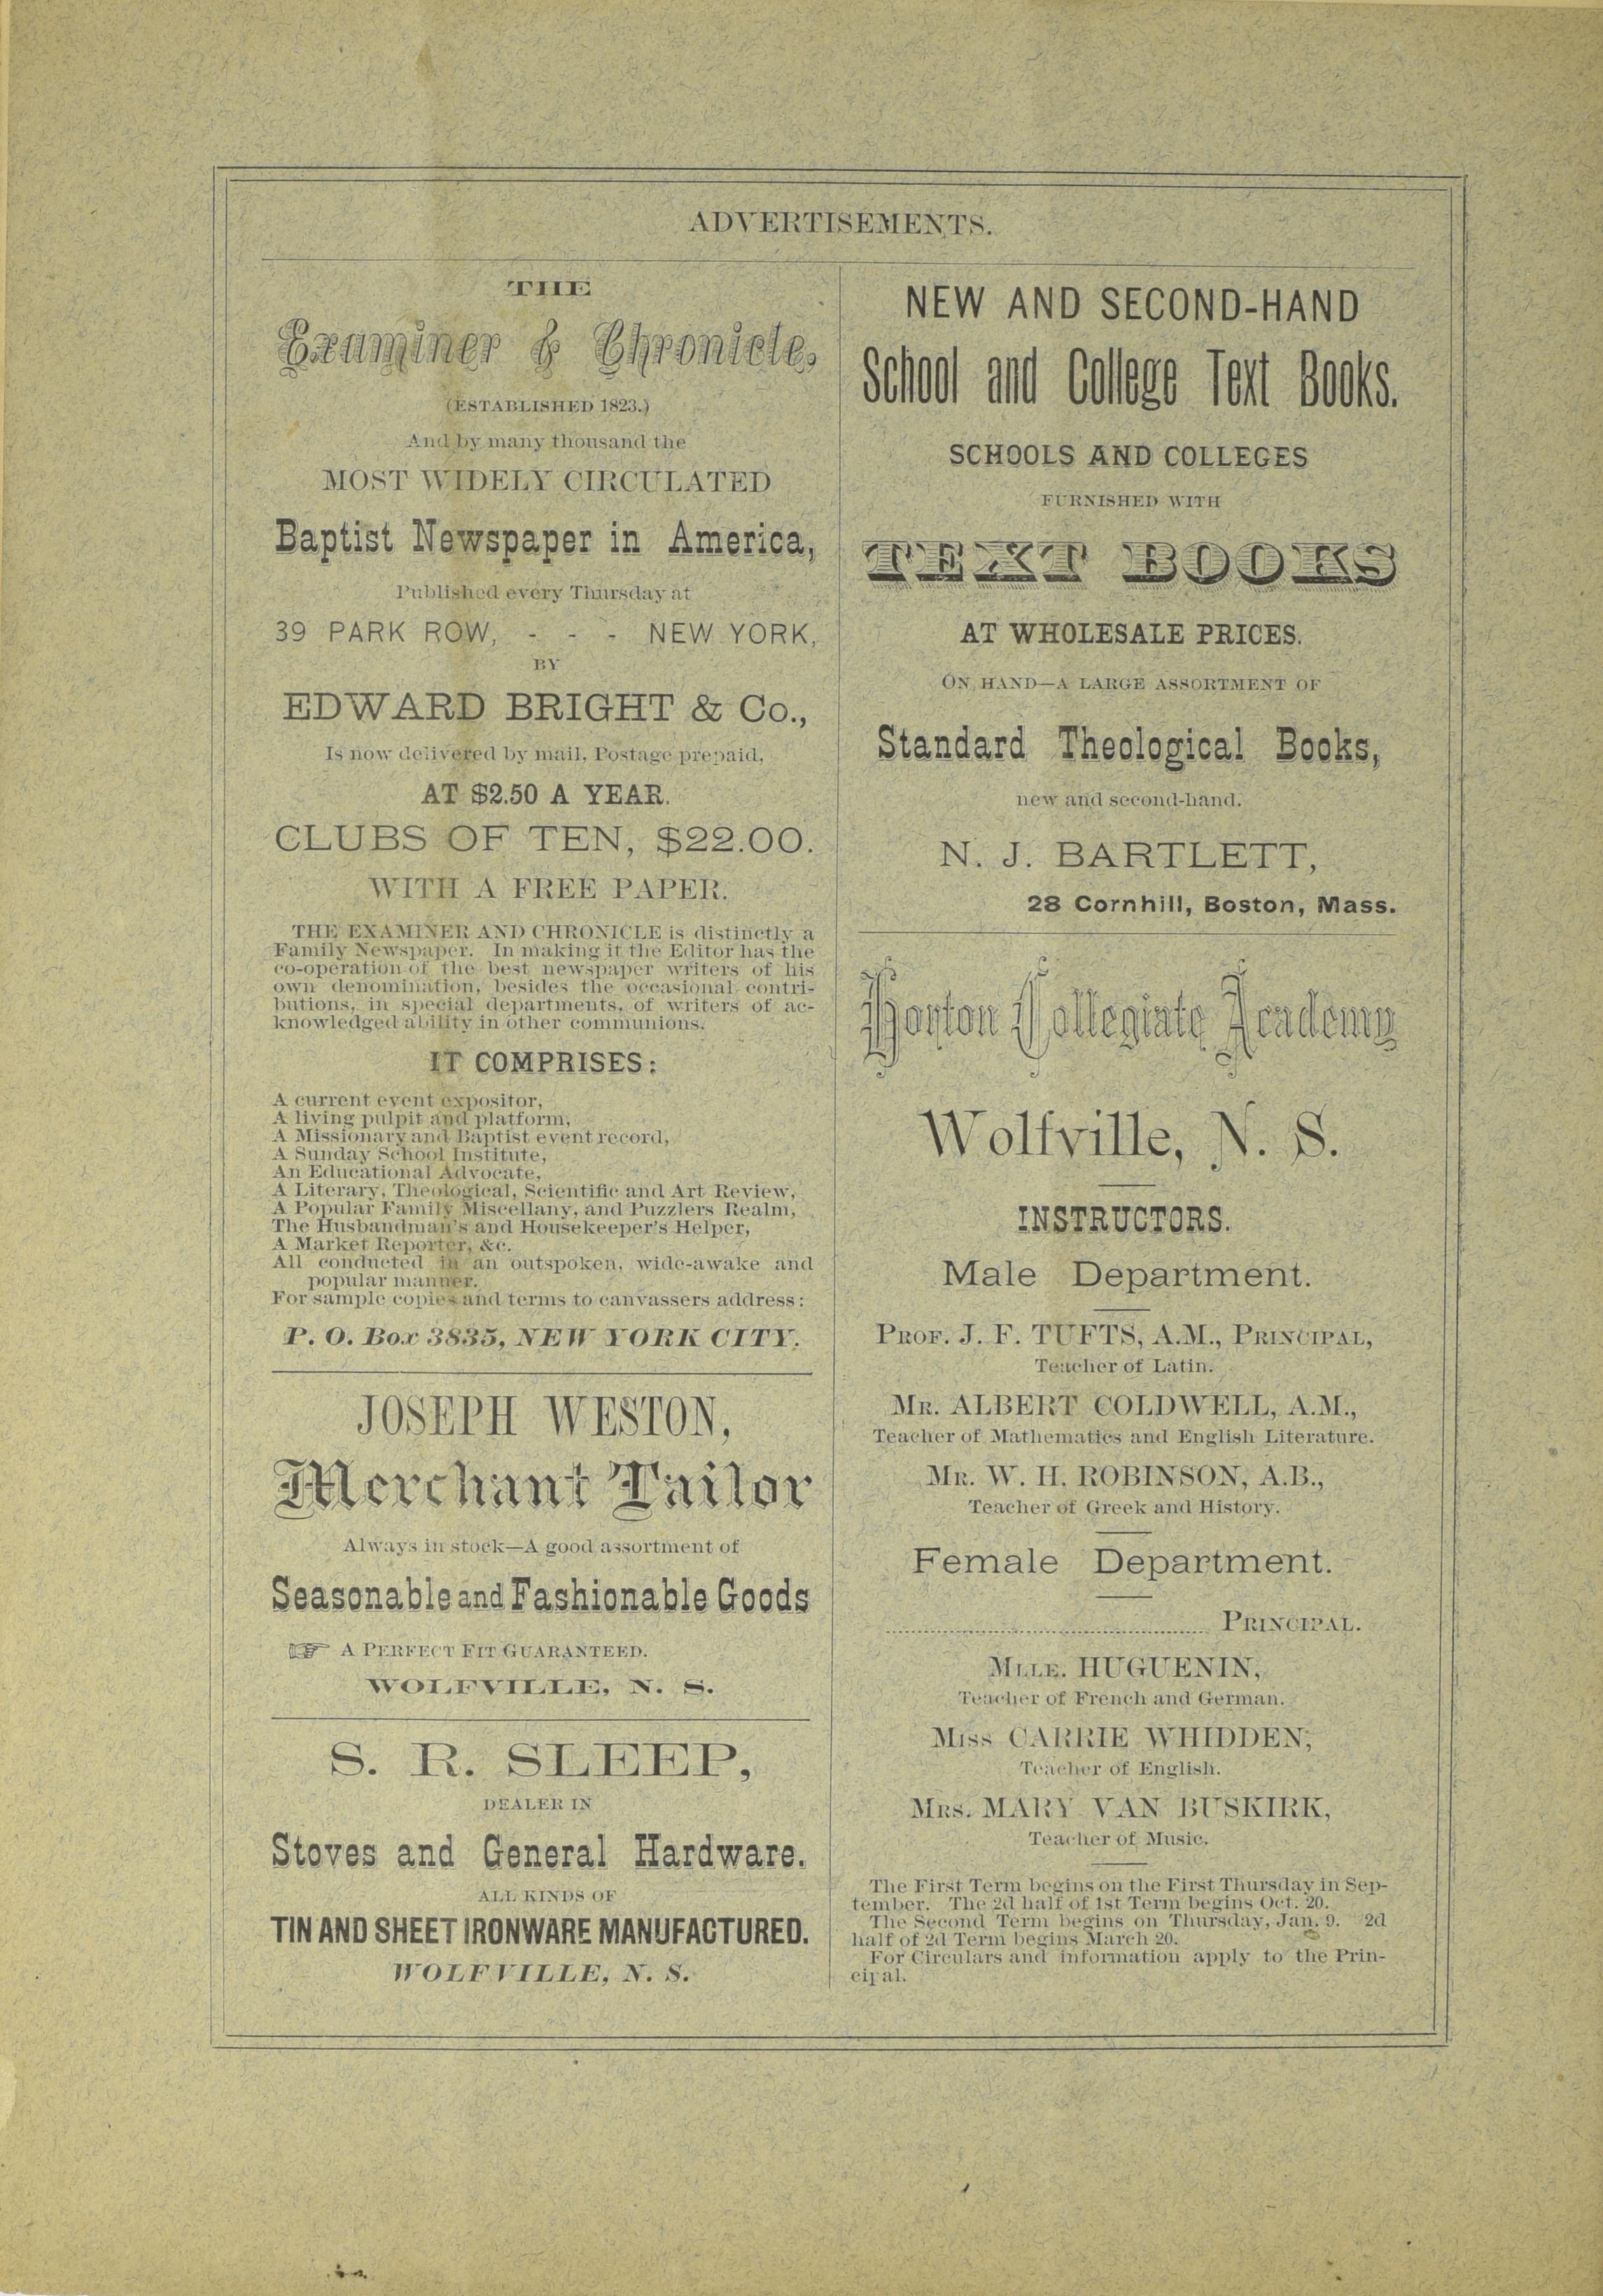 ADVERTISEMENTS.
THE
Examiner & Chronicle,
(ESTABLISHED 1823.)
And by many thousand the
MOST WIDELY CIRCULATED
Baptist Newspaper in America,
Published every Thursday at
39 PARK ROW, - - - NEW YORK,
BY
EDWARD BRIGHT & Co.,
Is now delivered by mail, Postage prepaid,
AT $2.50 A YEAR.
CLUBS OF TEN, $22.00.
WITH A FREE PAPER.
THE EXAMINER AND CHRONICLE is distinctly a
Family Newspaper. In making it the Editor has the
co-operation of the best newspaper writers of his
own denomination, besides the occasional contri-
butions, in special departments, of writers of ac-
knowledged ability in other communions.
IT COMPRISES:
A current event expositor,
A living pulpit and platform,
A Missionary and Baptist event record,
A Sunday School Institute,
An Educational Advocate,
A Literary, Theological, Scientific and Art Review,
A Popular Family Miscellany, and Puzzlers Realm,
The Husbandman's and Housekeeper's Helper,
A Market Reporter, &c.
All conducted in an outspoken, wide-awake and
popular manner.
For sample copies and terms to canvassers address:
P. O. Box 3835, NEW YORK CITY.
JOSEPH WESTON,
Merchant Tailor
Always in stock—A good assortment of
Seasonable and Fashionable Goods
☞ A PERFECT FIT GUARANTEED.
WOLFVILLE, N. S.
S. R. SLEEP,
DEALER IN
Stoves and General Hardware.
ALL KINDS OF
TIN AND SHEET IRONWARE MANUFACTURED.
WOLFVILLE, N. S.
NEW AND SECOND-HAND
School and College Text Books.
SCHOOLS AND COLLEGES
FURNISHED WITH
TEXT BOOKS
AT WHOLESALE PRICES.
ON HAND—A LARGE ASSORTMENT OF
Standard Theological Books,
new and second-hand.
N. J. BARTLETT,
28 Cornhill, Boston, Mass.
Horton Collegiate Academy
Wolfville, N. S.
INSTRUCTORS.
Male Department.
PROF. J. F. TUFTS, A.M., PRINCIPAL,
Teacher of Latin.
MR. ALBERT COLDWELL, A.M.,
Teacher of Mathematics and English Literature.
MR. W. H. ROBINSON, A.B.,
Teacher of Greek and History.
Female Department.
........................................ PRINCIPAL.
MLLE. HUGUENIN,
Teacher of French and German.
MISS CARRIE WHIDDEN,
Teacher of English.
MRS. MARY VAN BUSKIRK,
Teacher of Music.
The First Term begins on the First Thursday in Sep-
tember. The 2d half of 1st Term begins Oct. 20.
The Second Term begins on Thursday, Jan. 9. 2d
half of 2d Term begins March 20.
For Circulars and information apply to the Prin-
cipal.